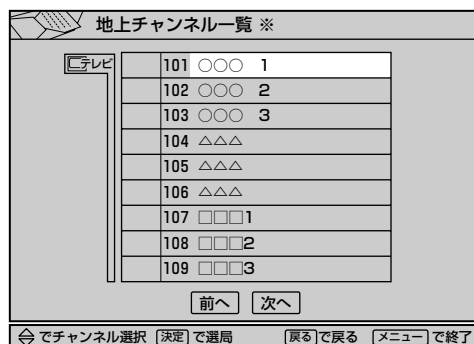 地上チャンネル一覧 ※
テレビ
101 ○○○ 1
102 ○○○ 2
103 ○○○ 3
104 △△△
105 △△△
106 △△△
107 □□□1
108 □□□2
109 □□□3
前へ 次へ
でチャンネル選択 決定 で選局 戻る で戻る メニュー で終了